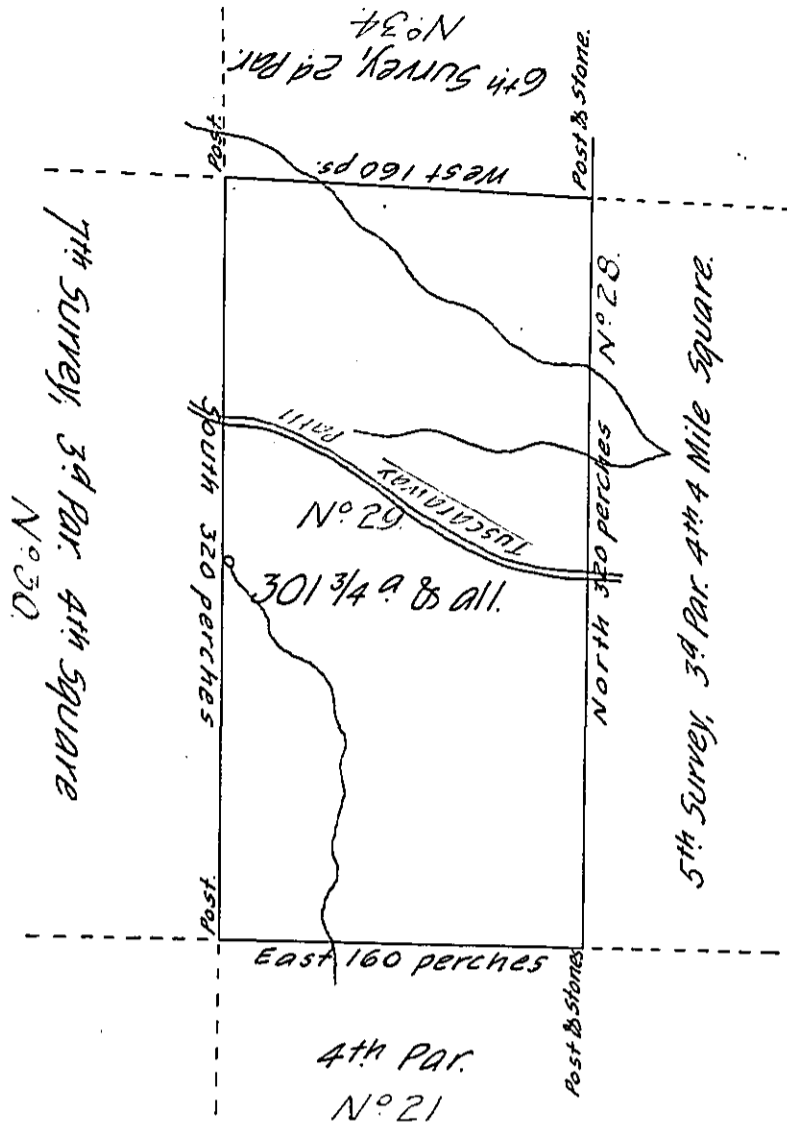 6th Survey, 2d Par.
Nº 34
Post.
West 160 ps.
Post & Stone.
7th Survey, 3d Par. 4th Square
Nº 30
South 320 perches
Tuscaraway Path
Nº 29.
301 3/4 a & all.
North 320 perches Nº 28.
5th Survey, 3d Par. 4th 4 Mile Square.
Post.
East 160 perches
Post & Stones
4th Par.
Nº 21